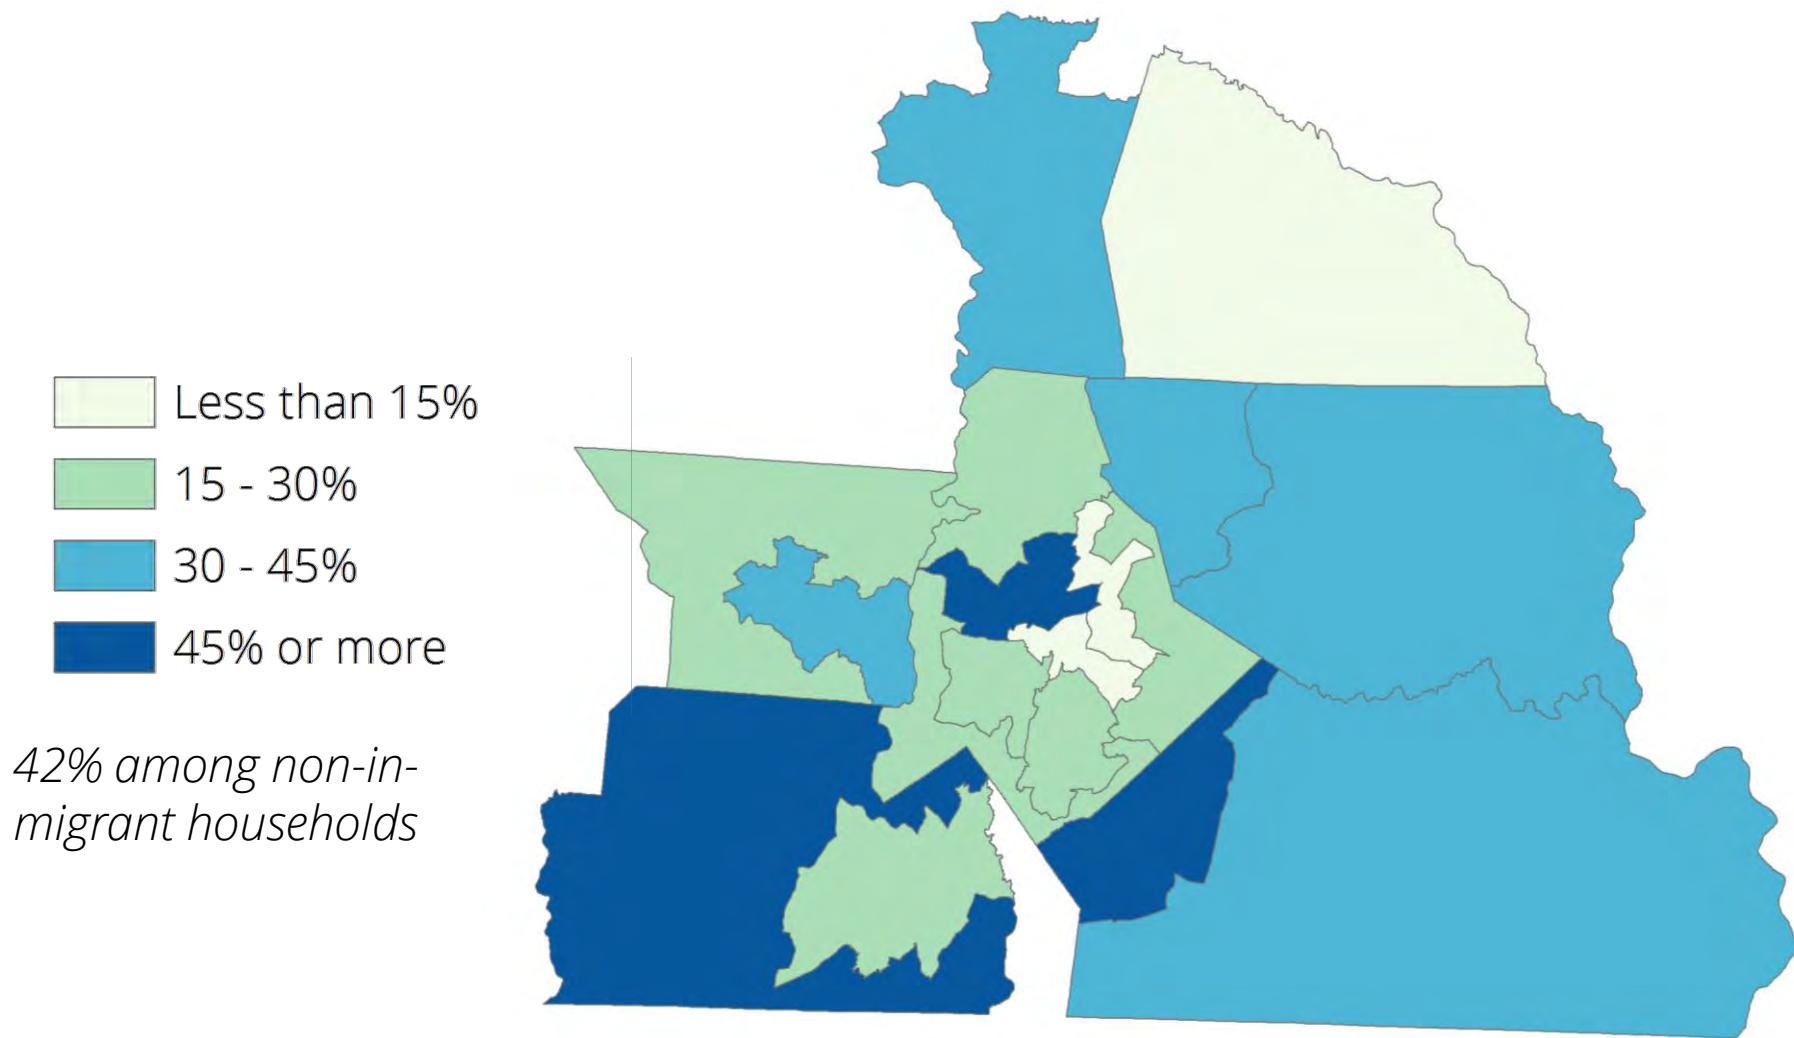 Less than 15%
15 - 30%
30 - 45%
45% or more
42% among non-in-
migrant households